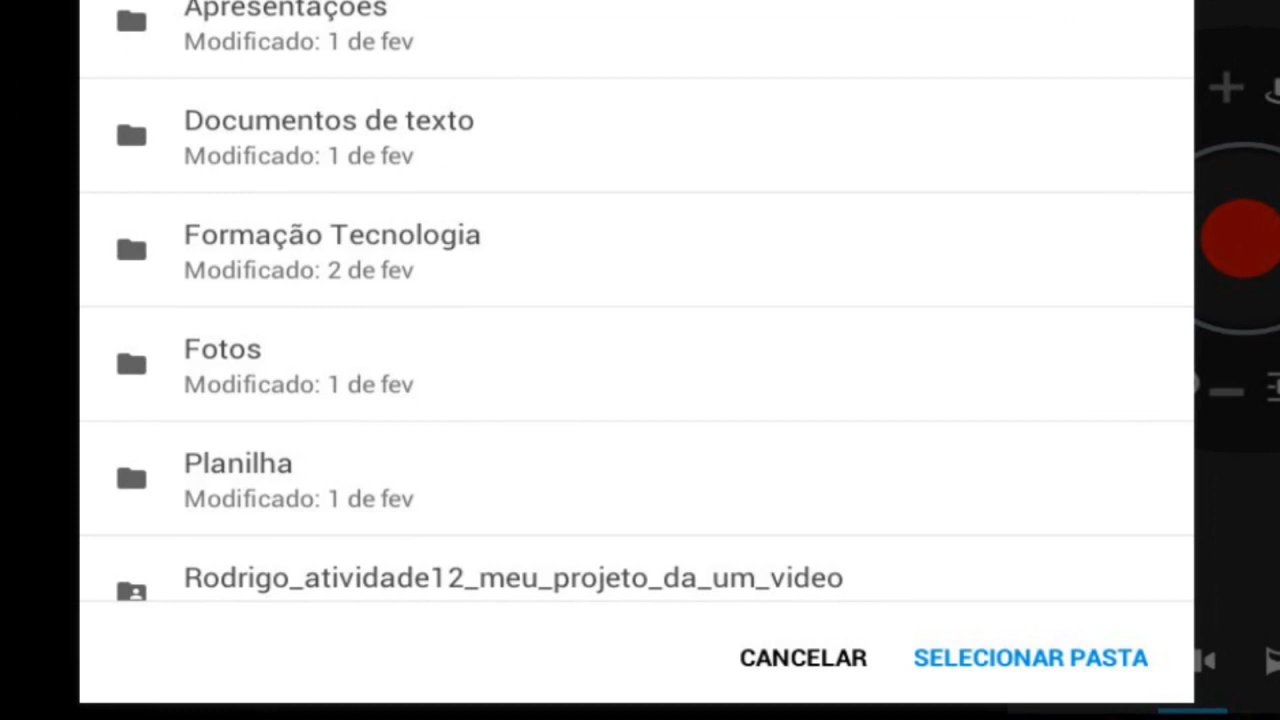 Apresentações
Modificado: 1 de fev
Documentos de texto
Modificado: 1 de fev
Formação Tecnologia
Modificado: 2 de fev
Fotos
Modificado: 1 de fev
Planilha
Modificado: 1 de fev
Rodrigo_atividade12_meu_projeto_da_um_video
CANCELAR SELECIONAR PASTA